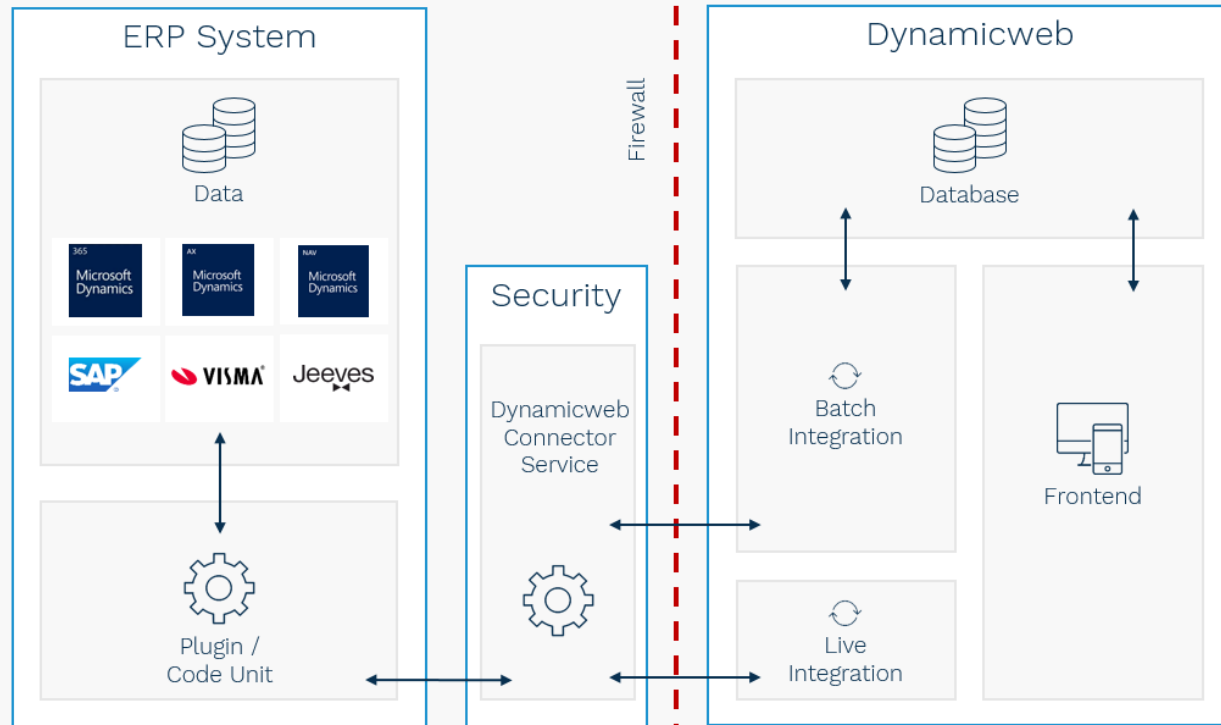 ERP System
Data
365
Microsoft
Dynamics
AX
Microsoft
Dynamics
NAV
Microsoft
Dynamics
SAP
®
VISMA®
Jeeves
Plugin /
Code Unit
Security
Dynamicweb
Connector
Service
Firewall
Dynamicweb
Database
Batch
Integration
Live
Integration
Frontend